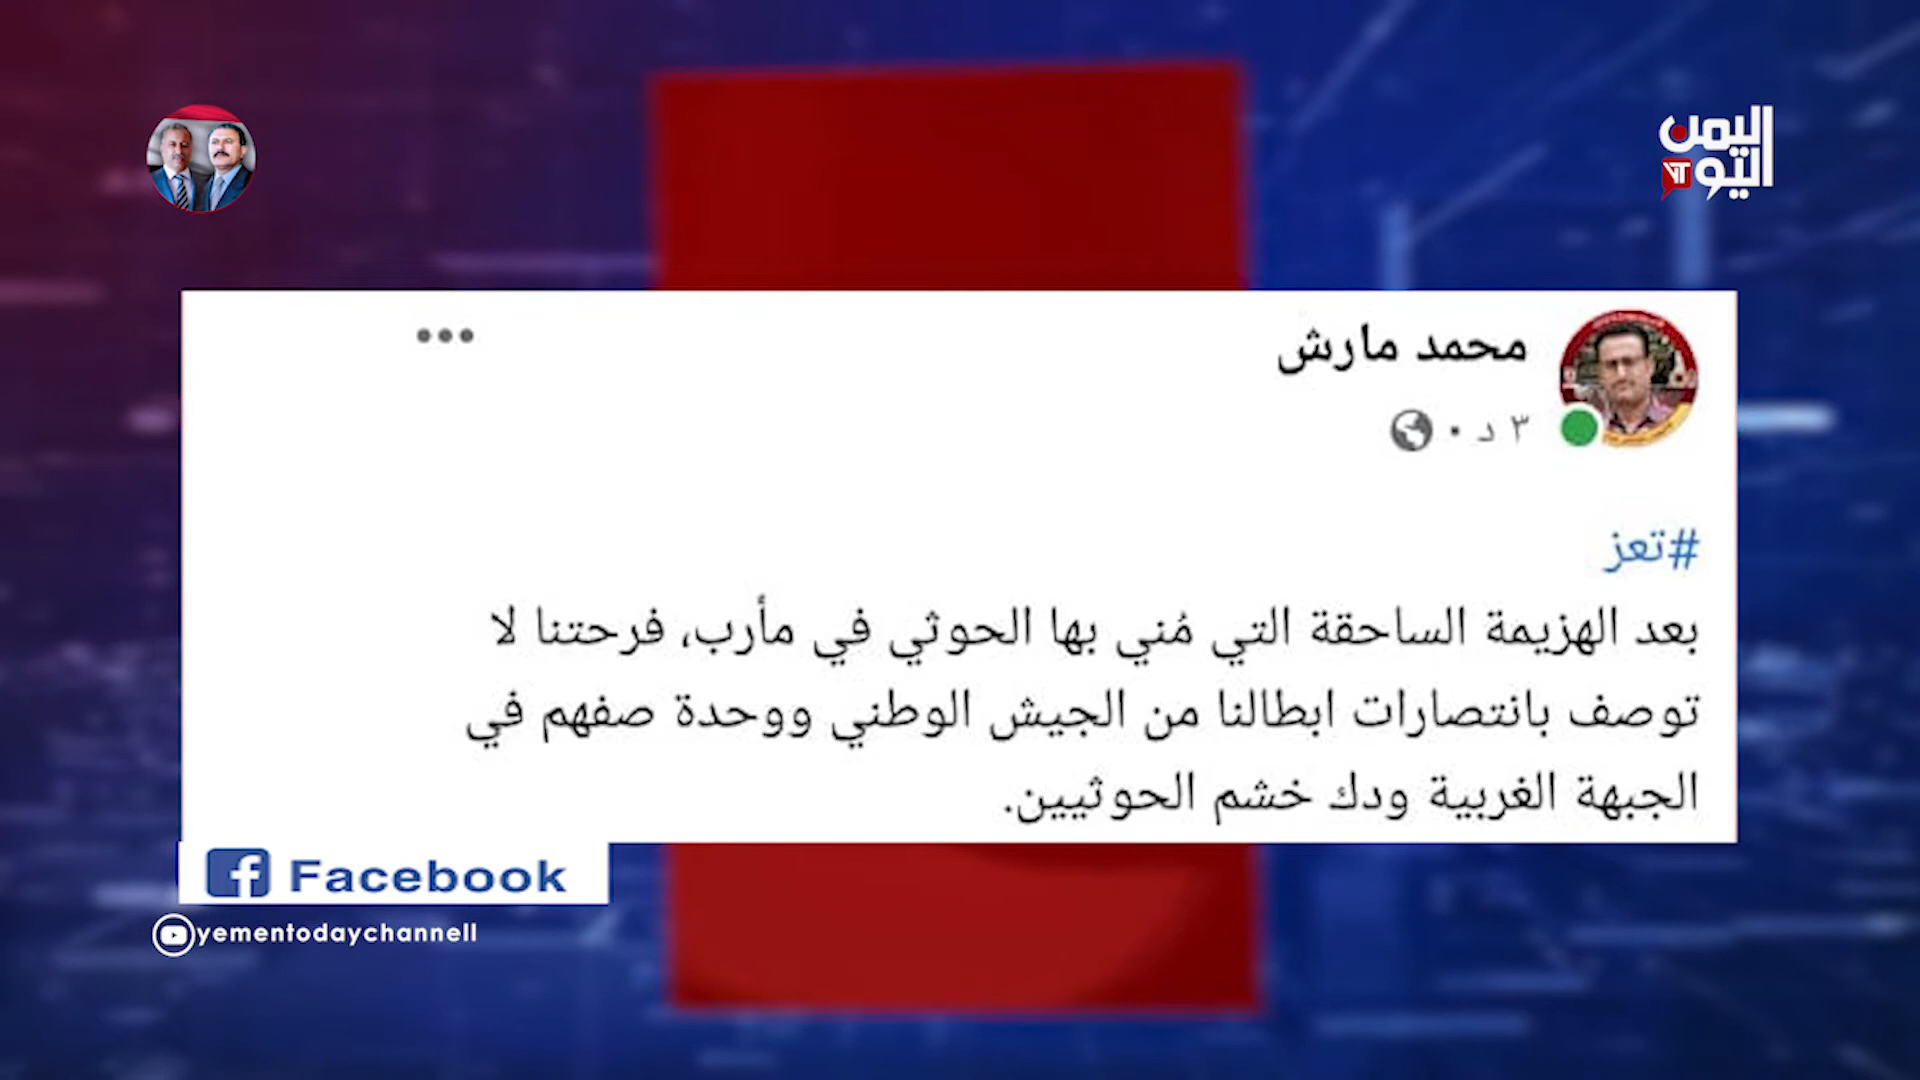 اليمن
اليوم
YT
محمد مارش
٣ د ·
#تعز
بعد الهزيمة الساحقة التي مُني بها الحوثي في مأرب، فرحتنا لا
توصف بانتصارات ابطالنا من الجيش الوطني ووحدة صفهم في
الجبهة الغربية ودك خشم الحوثيين.
f Facebook
yementodaychannell